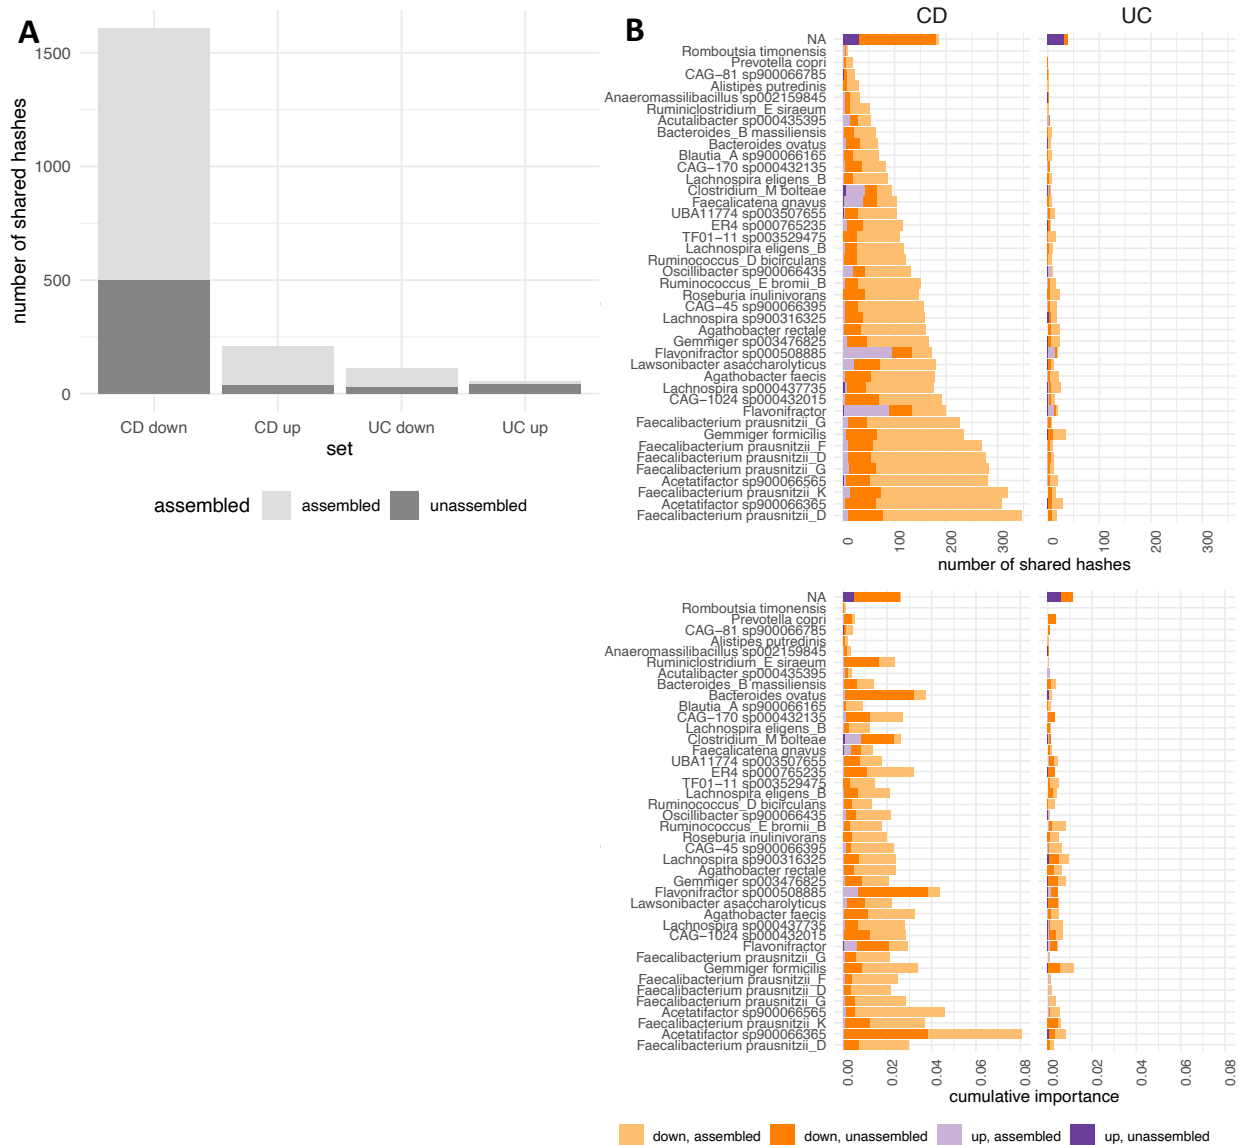 A
1500
1000
500
0
number of shared hashes
CD down
CD up
UC down
UC up
set
assembled
assembled
unassembled
B
CD
UC
NA
Romboutsia timonensis
Prevotella copri
CAG−81 sp900066785
Alistipes putredinis
Anaeromassilibacillus sp002159845
Ruminiclostridium_E siraeum
Acutalibacter sp000435395
Bacteroides_B massiliensis
Bacteroides ovatus
Blautia_A sp900066165
CAG−170 sp000432135
Lachnospira eligens_B
Clostridium_M bolteae
Faecalicatena gnavus
UBA11774 sp003507655
ER4 sp000765235
TF01−11 sp003529475
Lachnospira eligens_B
Ruminococcus_D bicirculans
Oscillibacter sp900066435
Ruminococcus_E bromii_B
Roseburia inulinivorans
CAG−45 sp900066395
Lachnospira sp900316325
Agathobacter rectale
Gemmiger sp003476825
Flavonifractor sp000508885
Lawsonibacter asaccharolyticus
Agathobacter faecis
Lachnospira sp000437735
CAG−1024 sp000432015
Flavonifractor
Faecalibacterium prausnitzii_G
Gemmiger formicilis
Faecalibacterium prausnitzii_F
Faecalibacterium prausnitzii_D
Faecalibacterium prausnitzii_G
Acetatifactor sp900066565
Faecalibacterium prausnitzii_K
Acetatifactor sp900066365
Faecalibacterium prausnitzii_D
0 100 200 300 0 100 200 300
number of shared hashes
NA
Romboutsia timonensis
Prevotella copri
CAG−81 sp900066785
Alistipes putredinis
Anaeromassilibacillus sp002159845
Ruminiclostridium_E siraeum
Acutalibacter sp000435395
Bacteroides_B massiliensis
Bacteroides ovatus
Blautia_A sp900066165
CAG−170 sp000432135
Lachnospira eligens_B
Clostridium_M bolteae
Faecalicatena gnavus
UBA11774 sp003507655
ER4 sp000765235
TF01−11 sp003529475
Lachnospira eligens_B
Ruminococcus_D bicirculans
Oscillibacter sp900066435
Ruminococcus_E bromii_B
Roseburia inulinivorans
CAG−45 sp900066395
Lachnospira sp900316325
Agathobacter rectale
Gemmiger sp003476825
Flavonifractor sp000508885
Lawsonibacter asaccharolyticus
Agathobacter faecis
Lachnospira sp000437735
CAG−1024 sp000432015
Flavonifractor
Faecalibacterium prausnitzii_G
Gemmiger formicilis
Faecalibacterium prausnitzii_F
Faecalibacterium prausnitzii_D
Faecalibacterium prausnitzii_G
Acetatifactor sp900066565
Faecalibacterium prausnitzii_K
Acetatifactor sp900066365
Faecalibacterium prausnitzii_D
0.00 0.02 0.04 0.06 0.08 0.00 0.02 0.04 0.06 0.08
cumulative importance
down, assembled
down, unassembled
up, assembled
up, unassembled